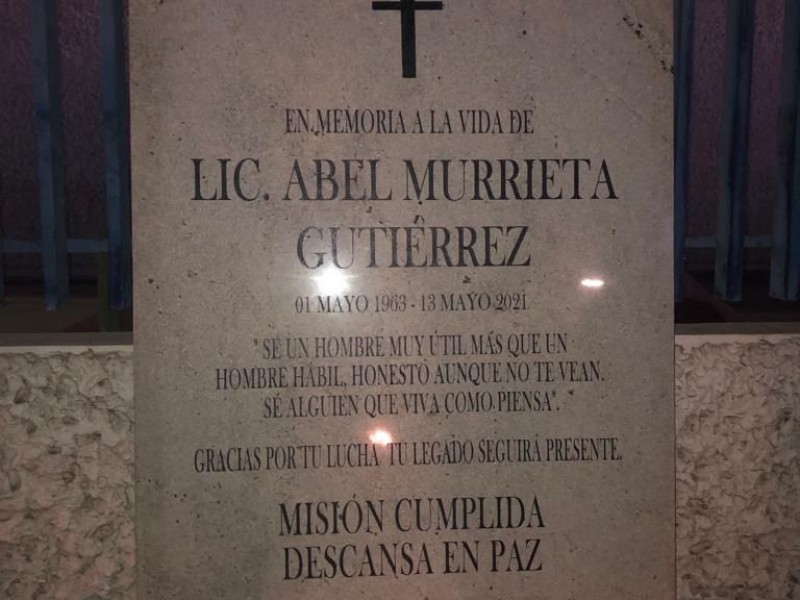 EN MEMORIA A LA VIDA DE
LIC. ABEL MURRIETA
GUTIÉRREZ
01 MAYO 1963 - 13 MAYO 2021
"SÉ UN HOMBRE MUY ÚTIL MÁS QUE UN
HOMBRE HÁBIL, HONESTO AUNQUE NO TE VEAN.
SÉ ALGUIEN QUE VIVA COMO PIENSA".
GRACIAS POR TU LUCHA TU LEGADO SEGUIRÁ PRESENTE.
MISIÓN CUMPLIDA
DESCANSA EN PAZ